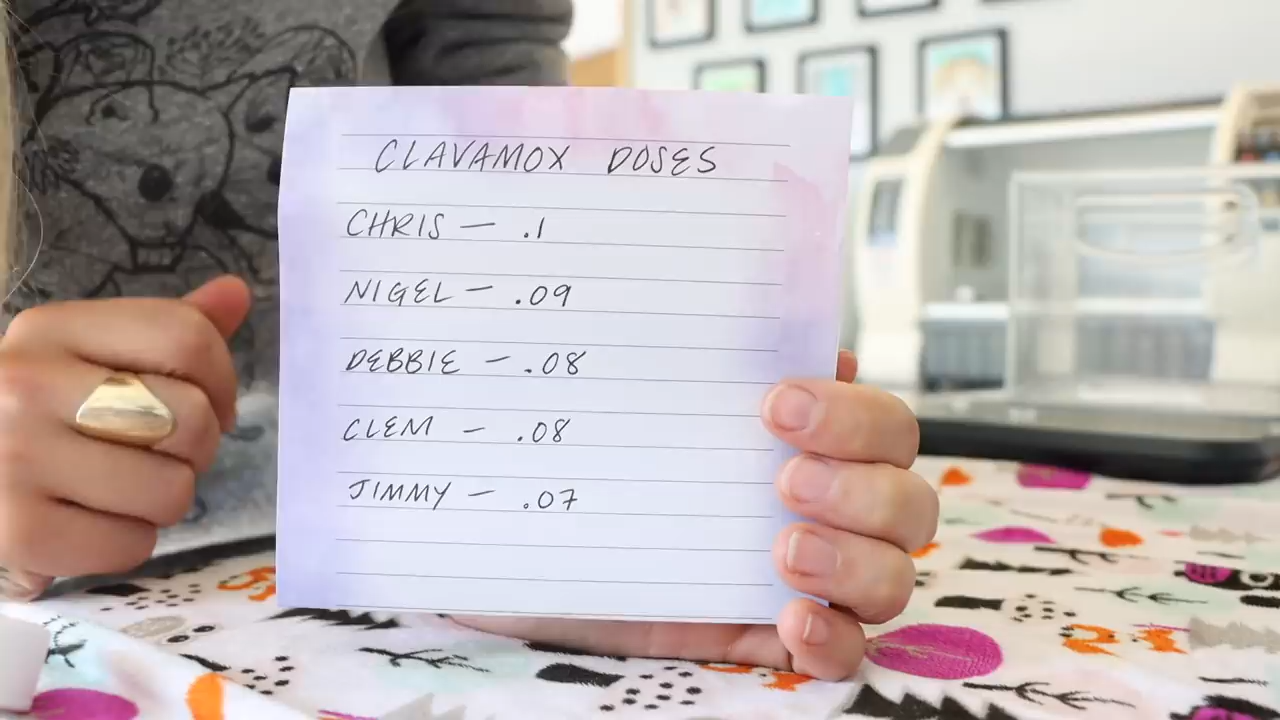 CLAVAMOX DOSES
CHRIS — .1
NIGEL — .09
DEBBIE — .08
CLEM — .08
JIMMY — .07